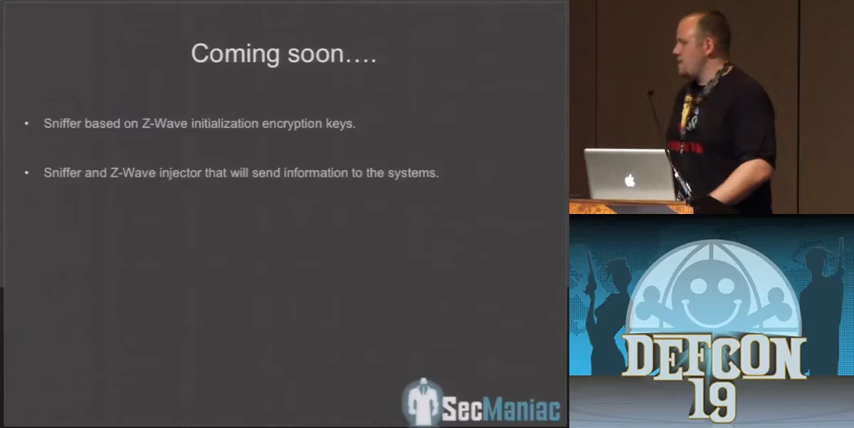 Coming soon….
• Sniffer based on Z-Wave initialization encryption keys.
• Sniffer and Z-Wave injector that will send information to the systems.
SecManiac
DEFCON
19